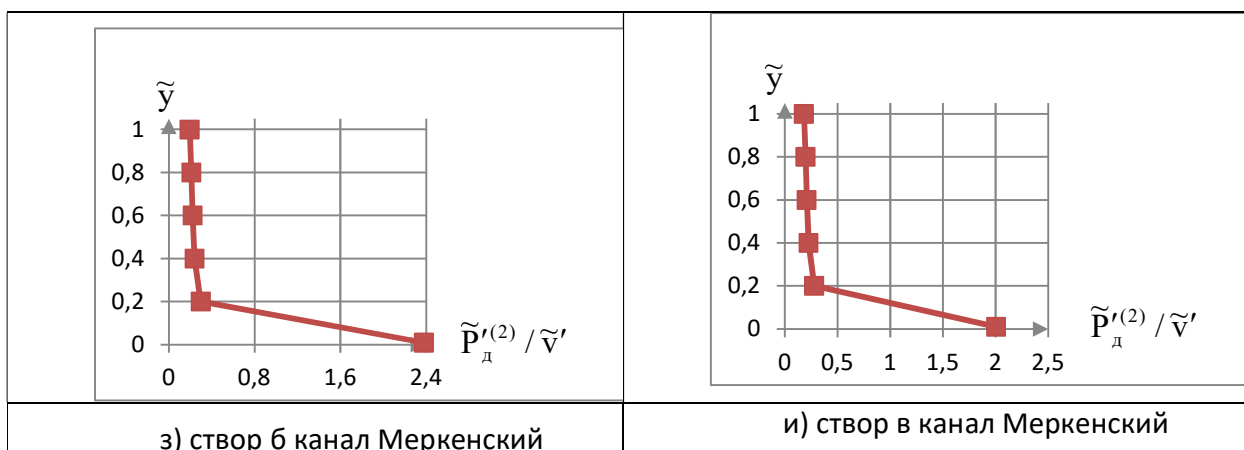 ỹ
1
0,8
0,6
0,4
0,2
0
0 0,8 1,6 2,4
P̃′д⁽²⁾ / ṽ′
з) створ б канал Меркенский
ỹ
1
0,8
0,6
0,4
0,2
0
0 0,5 1 1,5 2 2,5
P̃′д⁽²⁾ / ṽ′
и) створ в канал Меркенский